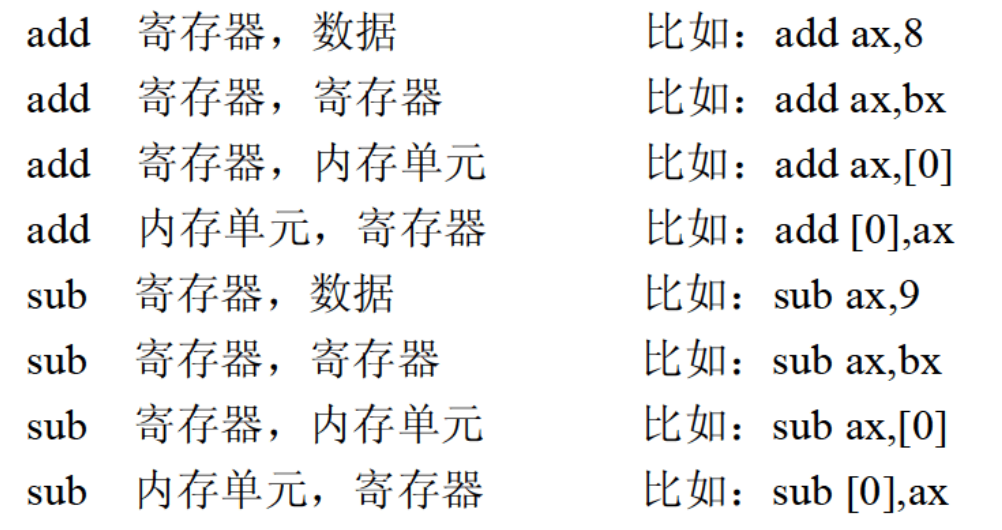 add 寄存器，数据 比如：add ax,8
add 寄存器，寄存器 比如：add ax,bx
add 寄存器，内存单元 比如：add ax,[0]
add 内存单元，寄存器 比如：add [0],ax
sub 寄存器，数据 比如：sub ax,9
sub 寄存器，寄存器 比如：sub ax,bx
sub 寄存器，内存单元 比如：sub ax,[0]
sub 内存单元，寄存器 比如：sub [0],ax